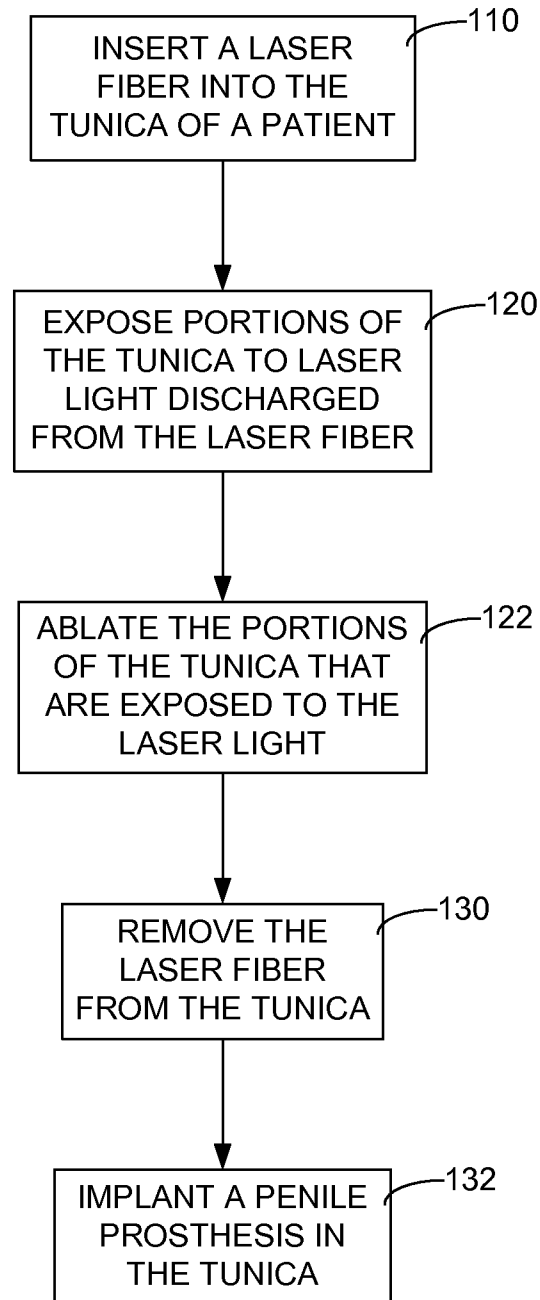 110
INSERT A LASER
FIBER INTO THE
TUNICA OF A PATIENT
120
EXPOSE PORTIONS OF
THE TUNICA TO LASER
LIGHT DISCHARGED
FROM THE LASER FIBER
122
ABLATE THE PORTIONS
OF THE TUNICA THAT
ARE EXPOSED TO THE
LASER LIGHT
130
REMOVE THE
LASER FIBER
FROM THE TUNICA
132
IMPLANT A PENILE
PROSTHESIS IN
THE TUNICA